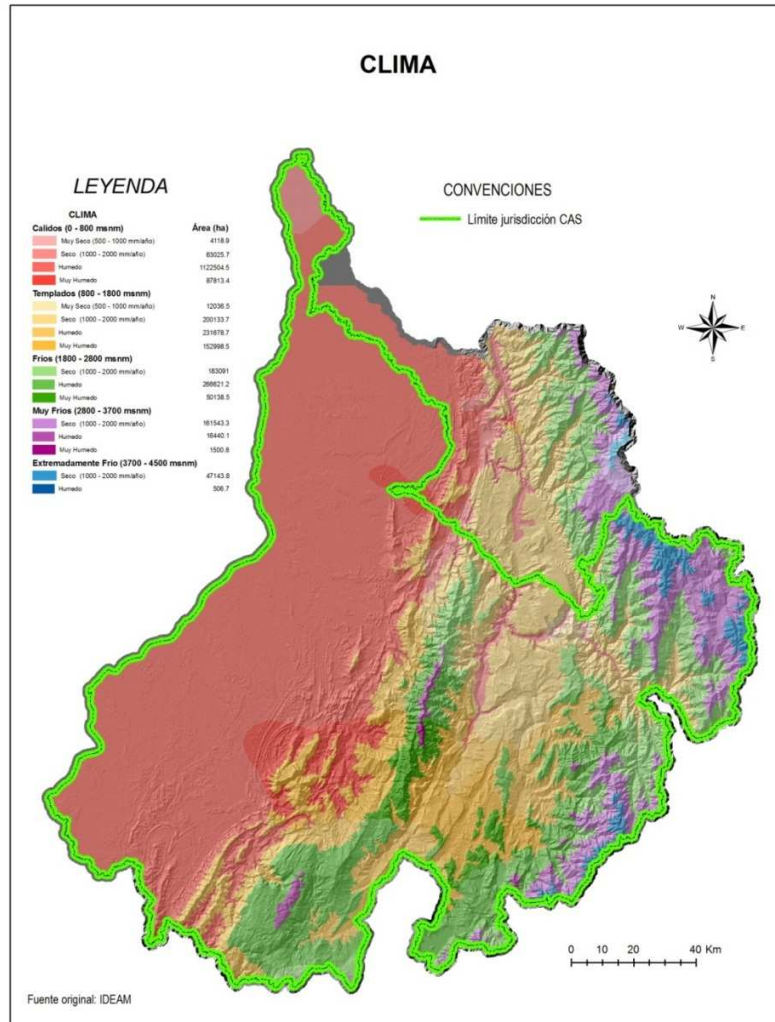 CLIMA
LEYENDA
CLIMA
Calidos (0 - 800 msnm) Área (ha)
Muy Seco (500 - 1000 mm/año) 4118.9
Seco (1000 - 2000 mm/año) 63025.7
Humedo 1122504.5
Muy Humedo 87813.4
Templados (800 - 1800 msnm)
Muy Seco (500 - 1000 mm/año) 12036.5
Seco (1000 - 2000 mm/año) 200133.7
Humedo 231678.7
Muy Humedo 152998.5
Frios (1800 - 2800 msnm)
Seco (1000 - 2000 mm/año) 183091
Humedo 266621.2
Muy Humedo 50138.5
Muy Frios (2800 - 3700 msnm)
Seco (1000 - 2000 mm/año) 161543.3
Humedo 16440.1
Muy Humedo 1500.8
Extremadamente Frio (3700 - 4500 msnm)
Seco (1000 - 2000 mm/año) 47143.8
Humedo 506.7
CONVENCIONES
Límite jurisdicción CAS
N
W E
S
0 10 20 40 Km
Fuente original: IDEAM